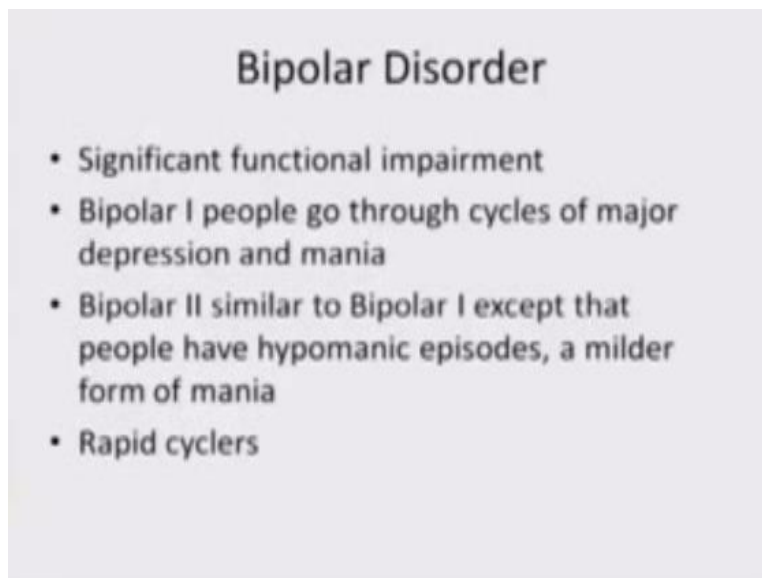 Bipolar Disorder
• Significant functional impairment
• Bipolar I people go through cycles of major
depression and mania
• Bipolar II similar to Bipolar I except that
people have hypomanic episodes, a milder
form of mania
• Rapid cyclers